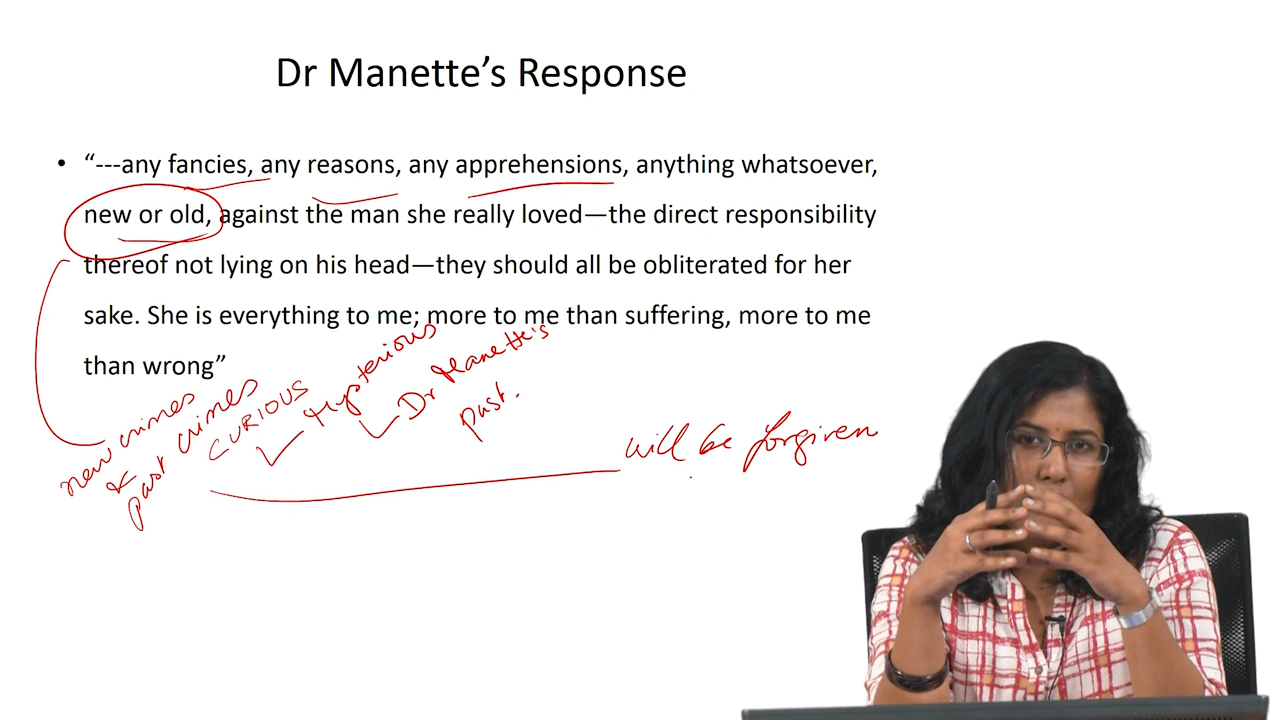 Dr Manette’s Response
• “---any fancies, any reasons, any apprehensions, anything whatsoever,
new or old, against the man she really loved—the direct responsibility
thereof not lying on his head—they should all be obliterated for her
sake. She is everything to me; more to me than suffering, more to me
than wrong”
new crimes
& past crimes
CURIOUS
Mysterious
Dr Manette's
past.
will be forgiven